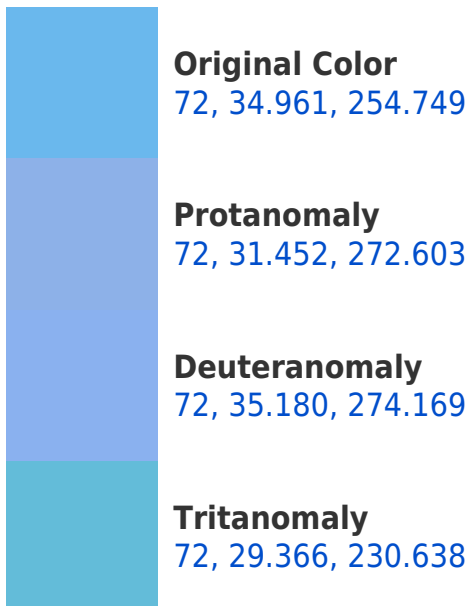 Original Color
72, 34.961, 254.749
Protanomaly
72, 31.452, 272.603
Deuteranomaly
72, 35.180, 274.169
Tritanomaly
72, 29.366, 230.638